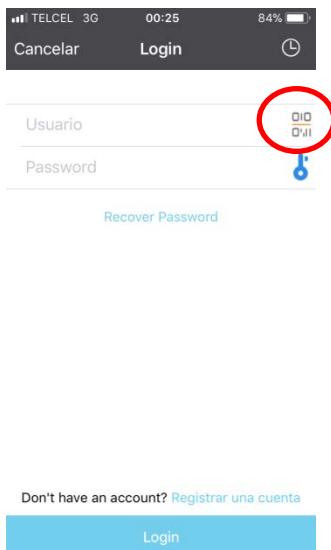 TELCEL 3G 00:25 84%
Cancelar Login
Usuario
Password
Recover Password
Don't have an account? Registrar una cuenta
Login